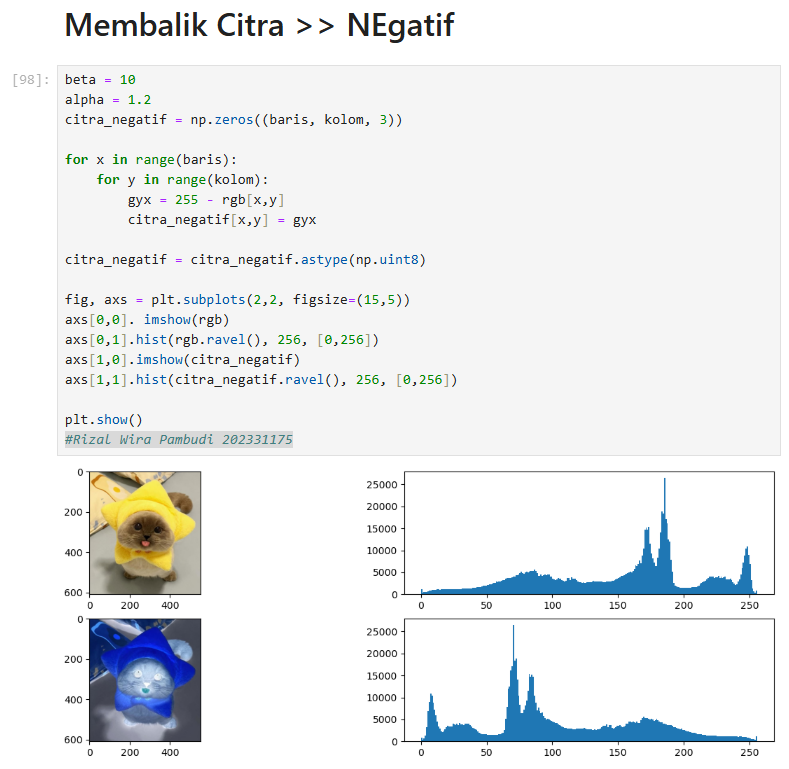 Membalik Citra >> NEgatif
[98]:
beta = 10
alpha = 1.2
citra_negatif = np.zeros((baris, kolom, 3))
for x in range(baris):
for y in range(kolom):
gyx = 255 - rgb[x,y]
citra_negatif[x,y] = gyx
citra_negatif = citra_negatif.astype(np.uint8)
fig, axs = plt.subplots(2,2, figsize=(15,5))
axs[0,0]. imshow(rgb)
axs[0,1].hist(rgb.ravel(), 256, [0,256])
axs[1,0].imshow(citra_negatif)
axs[1,1].hist(citra_negatif.ravel(), 256, [0,256])
plt.show()
#Rizal Wira Pambudi 202331175
0
200
400
600
0 200 400
25000
20000
15000
10000
5000
0
0 50 100 150 200 250
0
200
400
600
0 200 400
25000
20000
15000
10000
5000
0
0 50 100 150 200 250